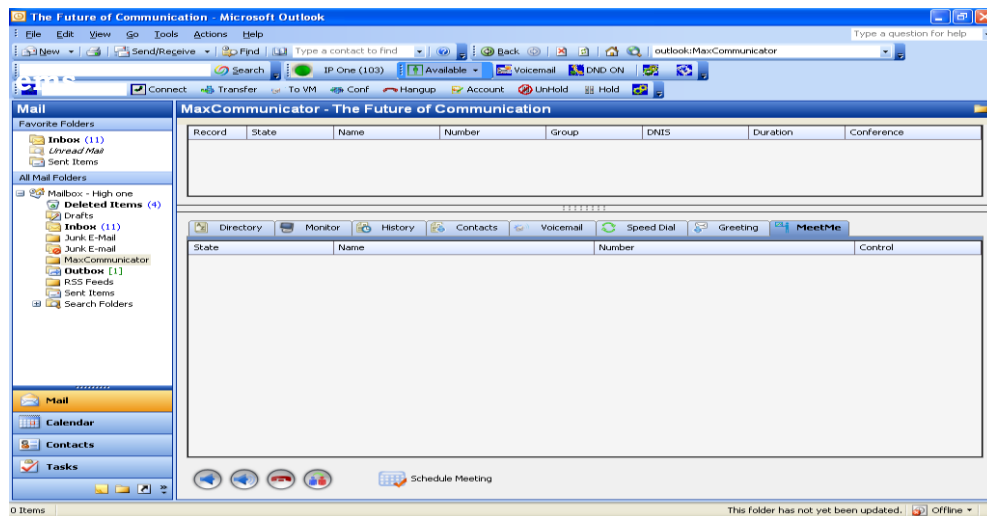 The Future of Communication - Microsoft Outlook
File Edit View Go Tools Actions Help Type a question for help
New Send/Receive Find Type a contact to find Back outlook:MaxCommunicator
Search IP One (103) Available Voicemail DND ON
Connect Transfer To VM Conf Hangup Account UnHold Hold
Mail
Favorite Folders
Inbox (11)
Unread Mail
Sent Items
All Mail Folders
Mailbox - High one
Deleted Items (4)
Drafts
Inbox (11)
Junk E-Mail
Junk E-mail
MaxCommunicator
Outbox [1]
RSS Feeds
Sent Items
Search Folders
Mail
Calendar
Contacts
Tasks
MaxCommunicator - The Future of Communication
Record State Name Number Group DNIS Duration Conference
Directory Monitor History Contacts Voicemail Speed Dial Greeting MeetMe
State Name Number Control
Schedule Meeting
0 Items This folder has not yet been updated. Offline